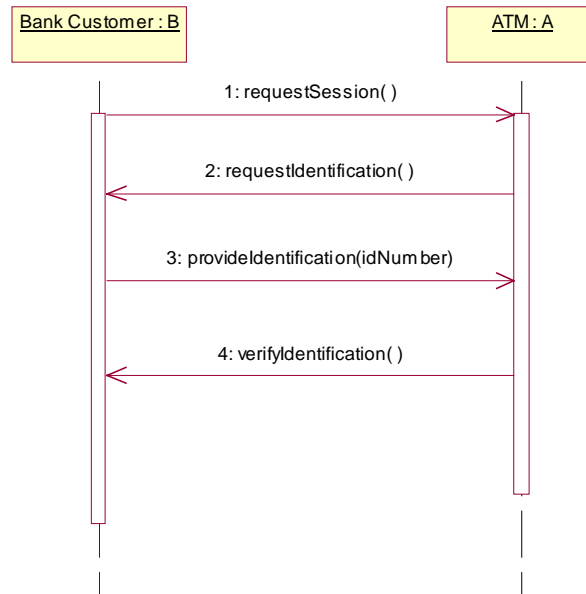 Bank Customer : B
ATM : A
1: requestSession( )
2: requestIdentification( )
3: provideIdentification(idNumber)
4: verifyIdentification( )